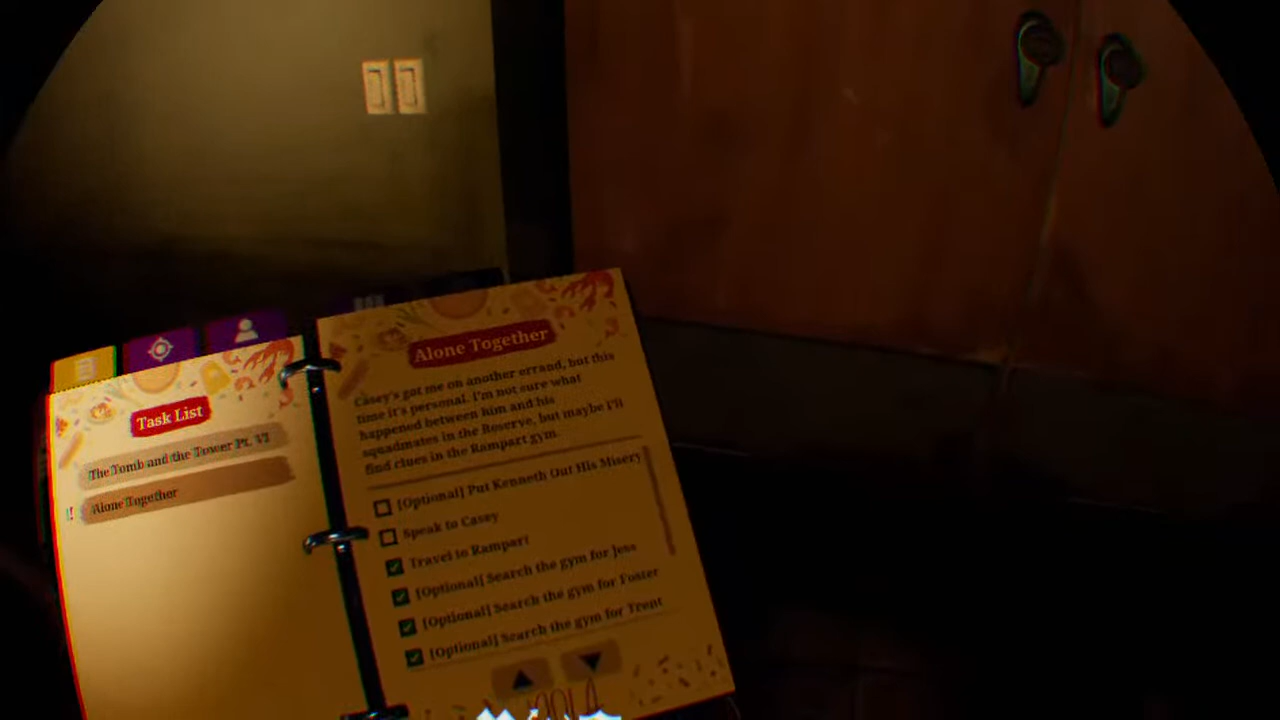 Task List
The Tomb and the Tower Pt. VI
!! Alone Together
Alone Together
Casey's got me on another errand, but this
time it's personal. I'm not sure what
happened between him and his
squadmates in the Reserve, but maybe I'll
find clues in the Rampart gym.
[Optional] Put Kenneth Out His Misery
Speak to Casey
Travel to Rampart
[Optional] Search the gym for Jess
[Optional] Search the gym for Foster
[Optional] Search the gym for Trent